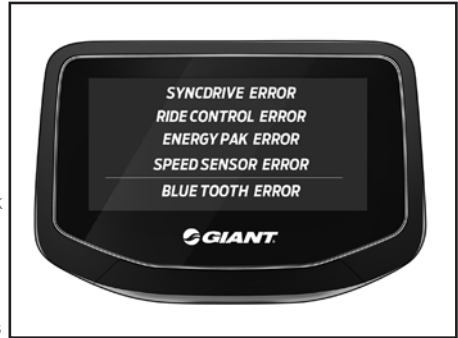 SYNCDRIVE ERROR
RIDE CONTROL ERROR
ENERGY PAK ERROR
SPEED SENSOR ERROR
BLUE TOOTH ERROR
GIANT